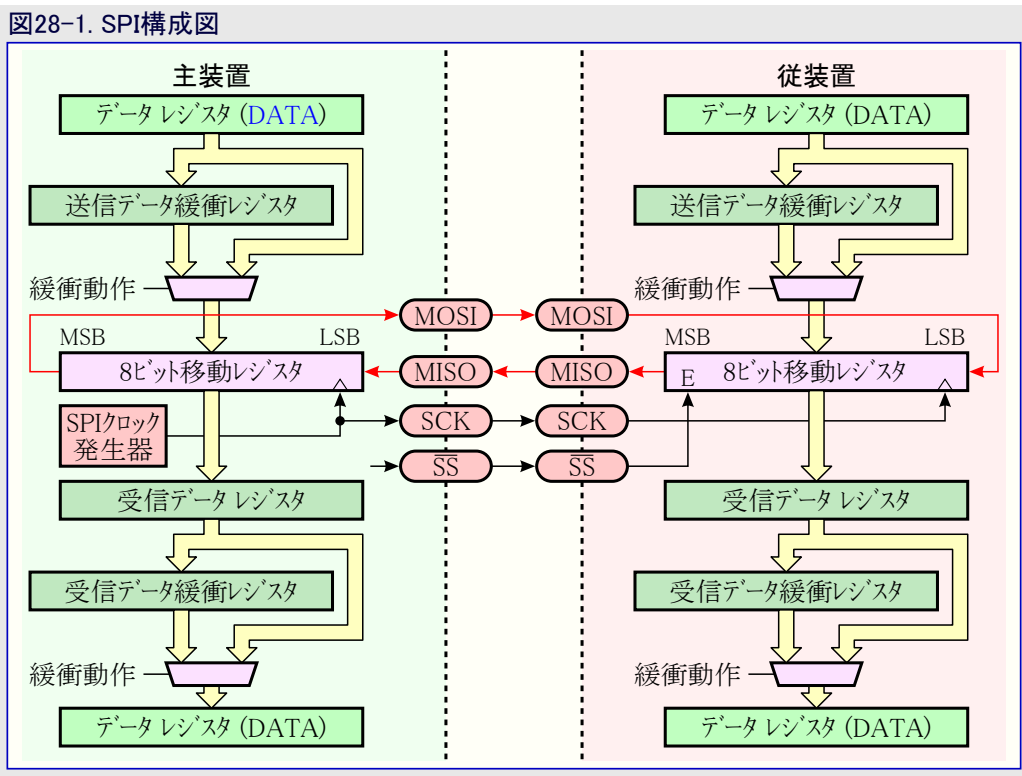 図28-1. SPI構成図
主装置
従装置
データ レジスタ (DATA)
データ レジスタ (DATA)
送信データ緩衝レジスタ
送信データ緩衝レジスタ
緩衝動作
緩衝動作
MOSI
MOSI
MSB
LSB
MSB
LSB
8ビット移動レジスタ
MISO
MISO
E
8ビット移動レジスタ
SPIクロック
発生器
SCK
SCK
SS
SS
受信データ レジスタ
受信データ レジスタ
受信データ緩衝レジスタ
受信データ緩衝レジスタ
緩衝動作
緩衝動作
データ レジスタ (DATA)
データ レジスタ (DATA)